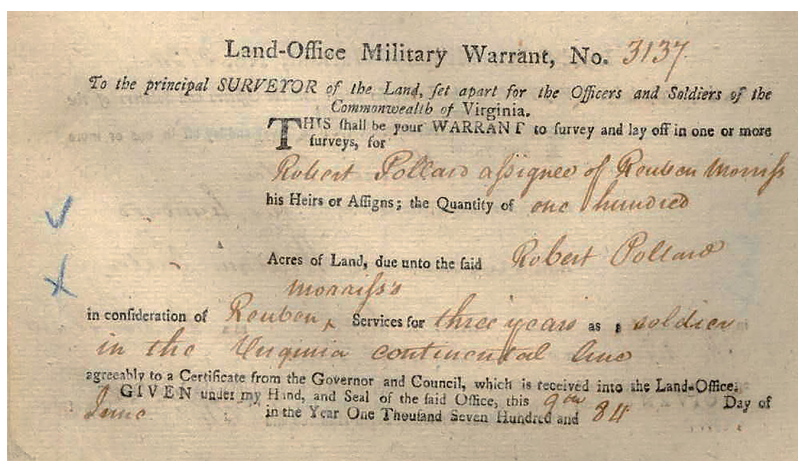 Land-Office Military Warrant, No. 3137
To the principal SURVEYOR of the Land, ſet apart for the Officers and Soldiers of the
Commonwealth of Virginia.
THIS ſhall be your WARRANT to ſurvey and lay off in one or more
ſurveys, for
Robert Pollard aſsignee of Reuben Morriſs
his Heirs or Aſſigns; the Quantity of one hundred
Acres of Land, due unto the ſaid Robert Pollard
Morriſs's
in conſideration of Reuben Services for three years as a ſoldier
in the Virginia continental line
agreeably to a Certificate from the Governor and Council, which is received into the Land-Office.
GIVEN under my Hand, and Seal of the ſaid Office, this 9th Day of
June in the Year One Thouſand Seven Hundred and 84